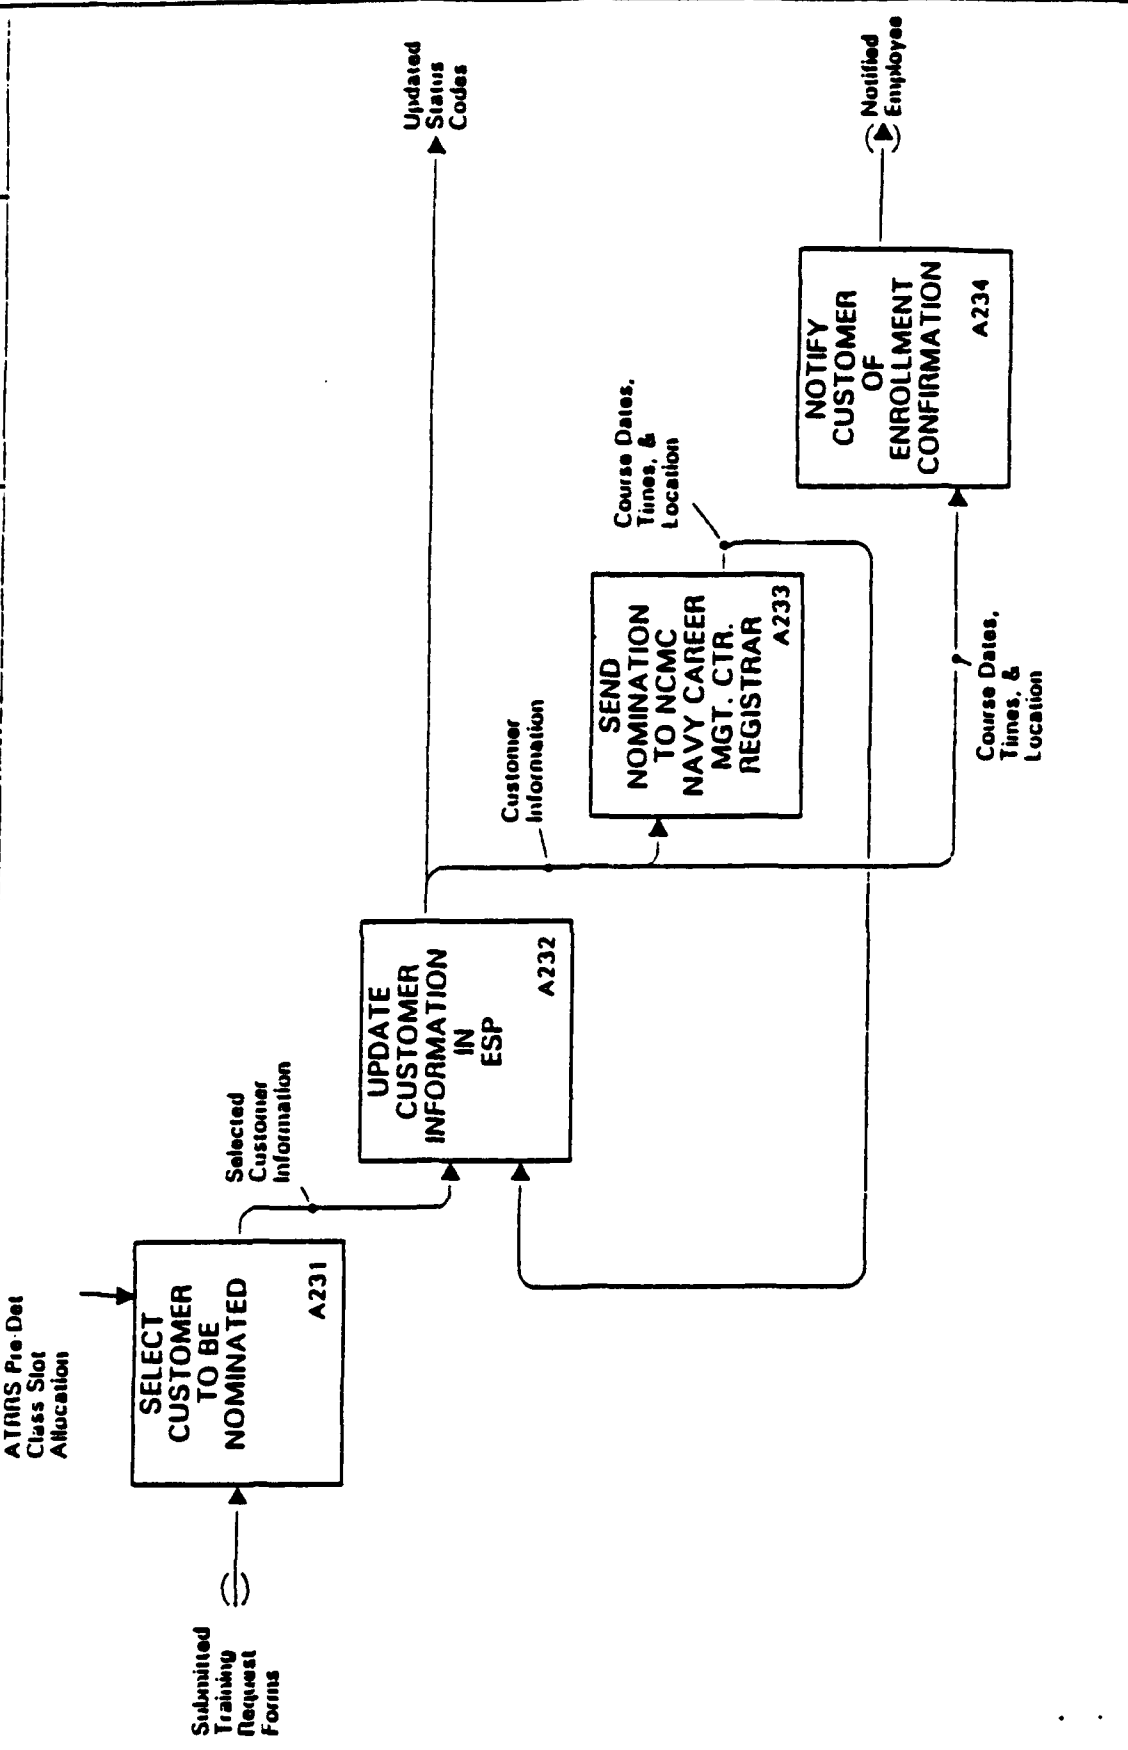 ATRRS Pre-Det
Class Slot
Allocation
Submitted
Training
Request
Forms
SELECT
CUSTOMER
TO BE
NOMINATED
A231
Selected
Customer
Information
UPDATE
CUSTOMER
INFORMATION
IN
ESP
A232
Updated
Status
Codes
Customer
Information
SEND
NOMINATION
TO NCMC
NAVY CAREER
MGT. CTR.
REGISTRAR
A233
Course Dates,
Times, &
Location
Course Dates,
Times, &
Location
NOTIFY
CUSTOMER
OF
ENROLLMENT
CONFIRMATION
A234
Notified
Employee